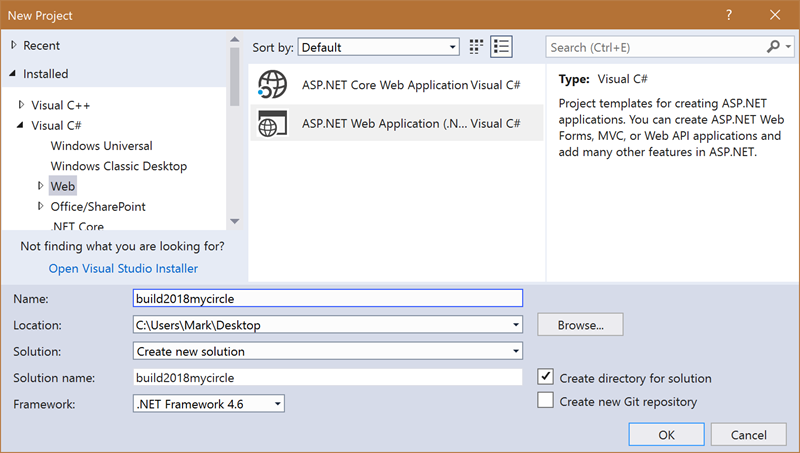 New Project
?
Recent
Installed
Visual C++
Visual C#
Windows Universal
Windows Classic Desktop
Web
Office/SharePoint
.NET Core
Not finding what you are looking for?
Open Visual Studio Installer
Sort by: Default
ASP.NET Core Web Application Visual C#
ASP.NET Web Application (.N... Visual C#
Search (Ctrl+E)
Type: Visual C#
Project templates for creating ASP.NET
applications. You can create ASP.NET Web
Forms, MVC, or Web API applications and
add many other features in ASP.NET.
Name: build2018mycircle
Location: C:\Users\Mark\Desktop
Browse...
Solution: Create new solution
Solution name: build2018mycircle
Create directory for solution
Framework: .NET Framework 4.6
Create new Git repository
OK
Cancel